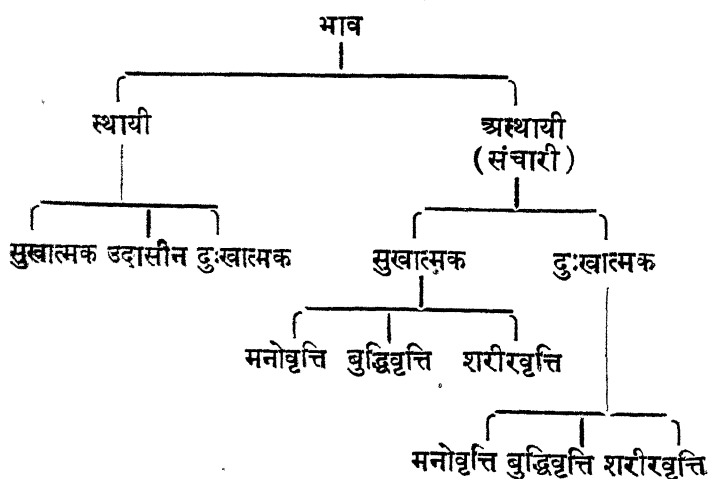 भाव
स्थायी अस्थायी
(संचारी)
सुखात्मक उदासीन दुःखात्मक सुखात्मक दुःखात्मक
मनोवृत्ति बुद्धिवृत्ति शरीरवृत्ति
मनोवृत्ति बुद्धिवृत्ति शरीरवृत्ति